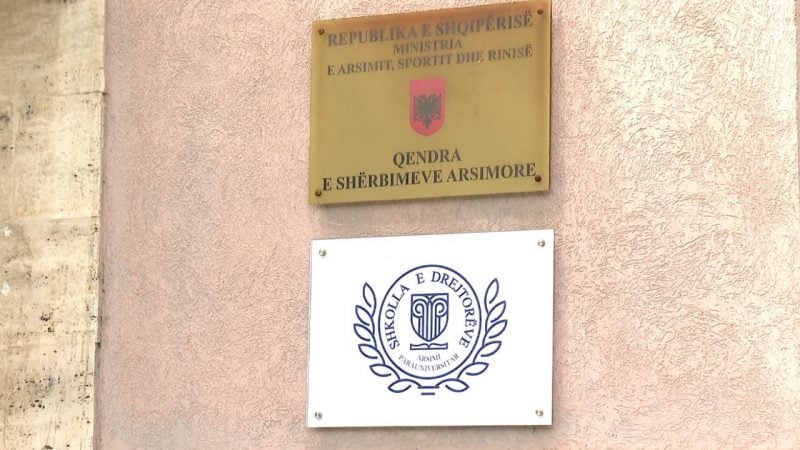 REPUBLIKA E SHQIPËRISË
MINISTRIA
E ARSIMIT, SPORTIT DHE RINISË
QENDRA
E SHËRBIMEVE ARSIMORE
SHKOLLA E DREJTORËVE
ARSIMI
PARAUNIVERSITAR